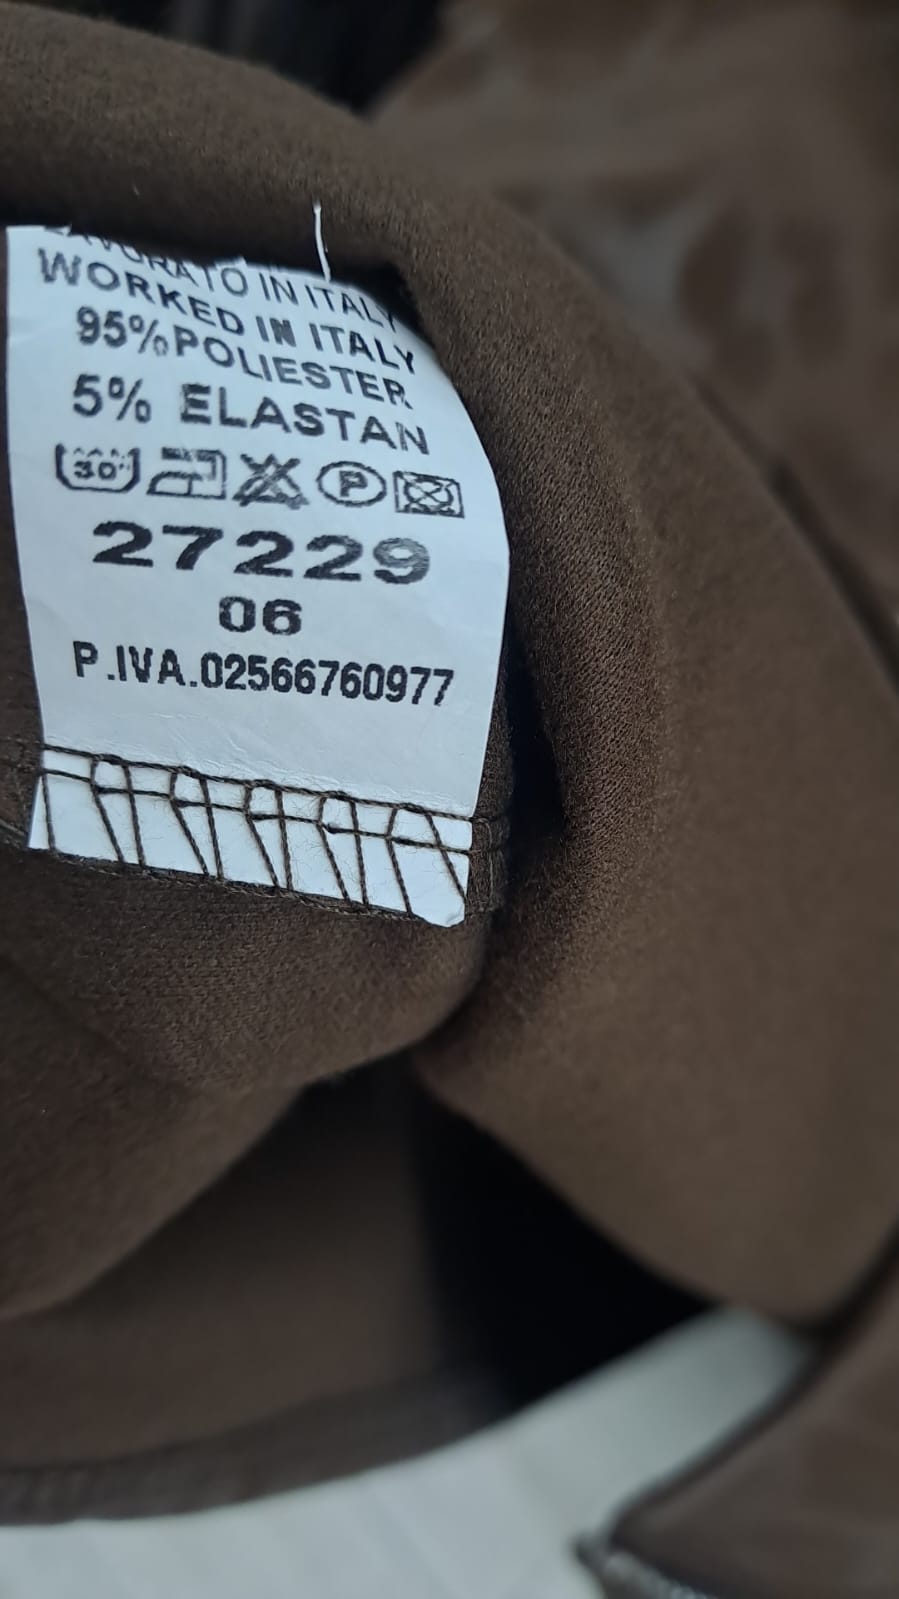 LAVORATO IN ITALY
WORKED IN ITALY
95%POLIESTER
5% ELASTAN
30° P
27229
06
P.IVA.02566760977